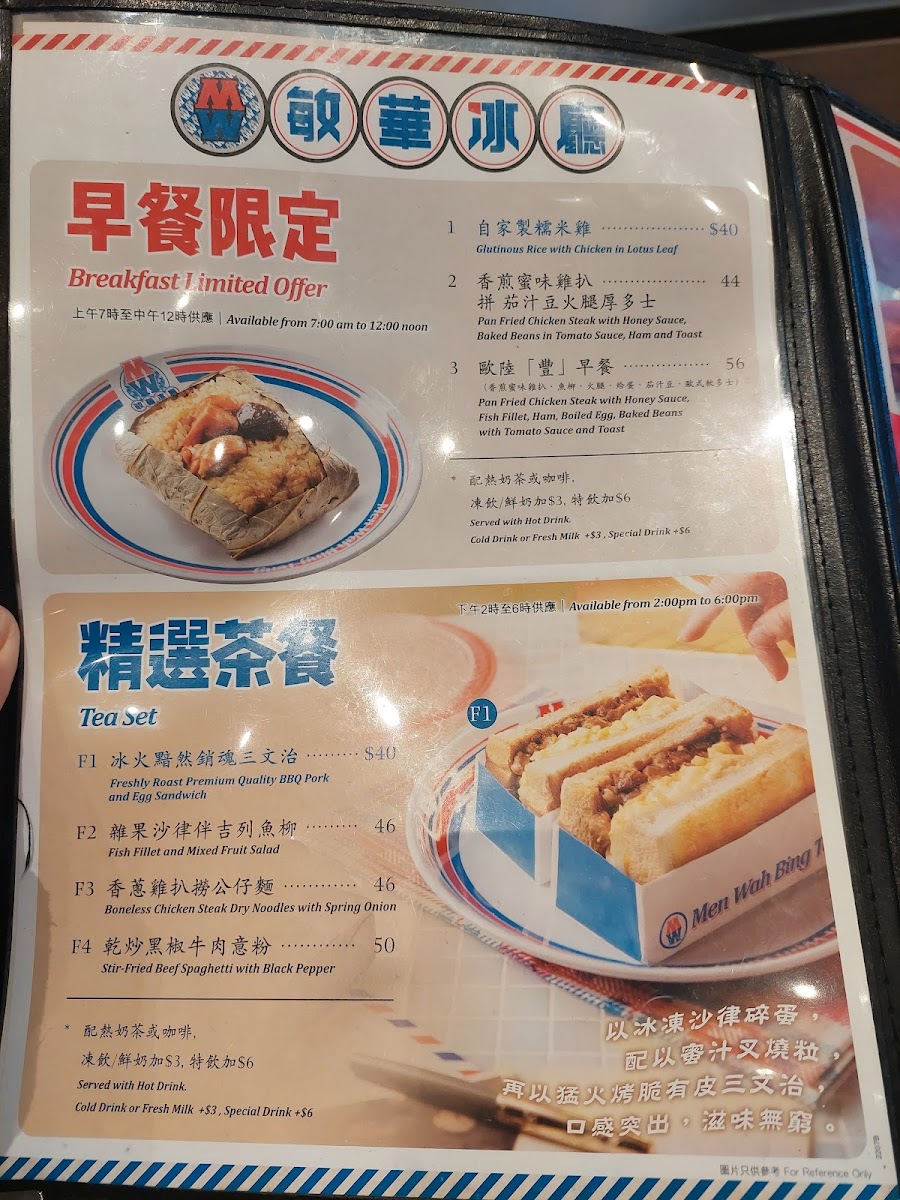 MW 敏華冰廳
早餐限定
Breakfast Limited Offer
上午7時至中午12時供應 | Available from 7:00 am to 12:00 noon
1 自家製糯米雞 ·················· $40
Glutinous Rice with Chicken in Lotus Leaf
2 香煎蜜味雞扒 ·················· 44
拼 茄汁豆火腿厚多士
Pan Fried Chicken Steak with Honey Sauce,
Baked Beans in Tomato Sauce, Ham and Toast
3 歐陸「豐」早餐 ················ 56
(香煎蜜味雞扒‧魚柳‧火腿‧烚蛋‧茄汁豆‧歐式軟多士)
Pan Fried Chicken Steak with Honey Sauce,
Fish Fillet, Ham, Boiled Egg, Baked Beans
with Tomato Sauce and Toast
* 配熱奶茶或咖啡,
凍飲/鮮奶加$3, 特飲加$6
Served with Hot Drink.
Cold Drink or Fresh Milk +$3 , Special Drink +$6
MW
下午2時至6時供應 | Available from 2:00pm to 6:00pm
精選茶餐
Tea Set
F1
F1 冰火黯然銷魂三文治 ········· $40
Freshly Roast Premium Quality BBQ Pork
and Egg Sandwich
F2 雜果沙律伴吉列魚柳 ········· 46
Fish Fillet and Mixed Fruit Salad
F3 香蔥雞扒撈公仔麵 ············ 46
Boneless Chicken Steak Dry Noodles with Spring Onion
F4 乾炒黑椒牛肉意粉 ············ 50
Stir-Fried Beef Spaghetti with Black Pepper
* 配熱奶茶或咖啡,
凍飲/鮮奶加$3, 特飲加$6
Served with Hot Drink.
Cold Drink or Fresh Milk +$3 , Special Drink +$6
MW Men Wah Bing
以冰凍沙律碎蛋，
配以蜜汁叉燒粒，
再以猛火烤脆有皮三文治，
口感突出，滋味無窮。
圖片只供參考 For Reference Only